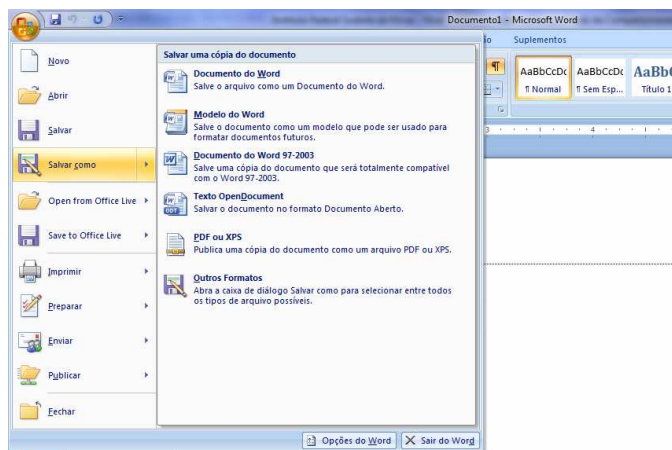 Documento1 - Microsoft Word
Suplementos
Novo
Abrir
Salvar
Salvar como
Open from Office Live
Save to Office Live
Imprimir
Preparar
Enviar
Publicar
Fechar
Salvar uma cópia do documento
Documento do Word
Salve o arquivo como um Documento do Word.
Modelo do Word
Salve o documento como um modelo que pode ser usado para
formatar documentos futuros.
Documento do Word 97-2003
Salve uma cópia do documento que será totalmente compatível
com o Word 97-2003.
Texto OpenDocument
Salvar o documento no formato Documento Aberto.
PDF ou XPS
Publica uma cópia do documento como um arquivo PDF ou XPS.
Outros Formatos
Abra a caixa de diálogo Salvar como para selecionar entre todos
os tipos de arquivo possíveis.
Opções do Word
Sair do Word
AaBbCcDc AaBbCcDc AaBbC
¶ Normal ¶ Sem Esp... Título 1
3 4